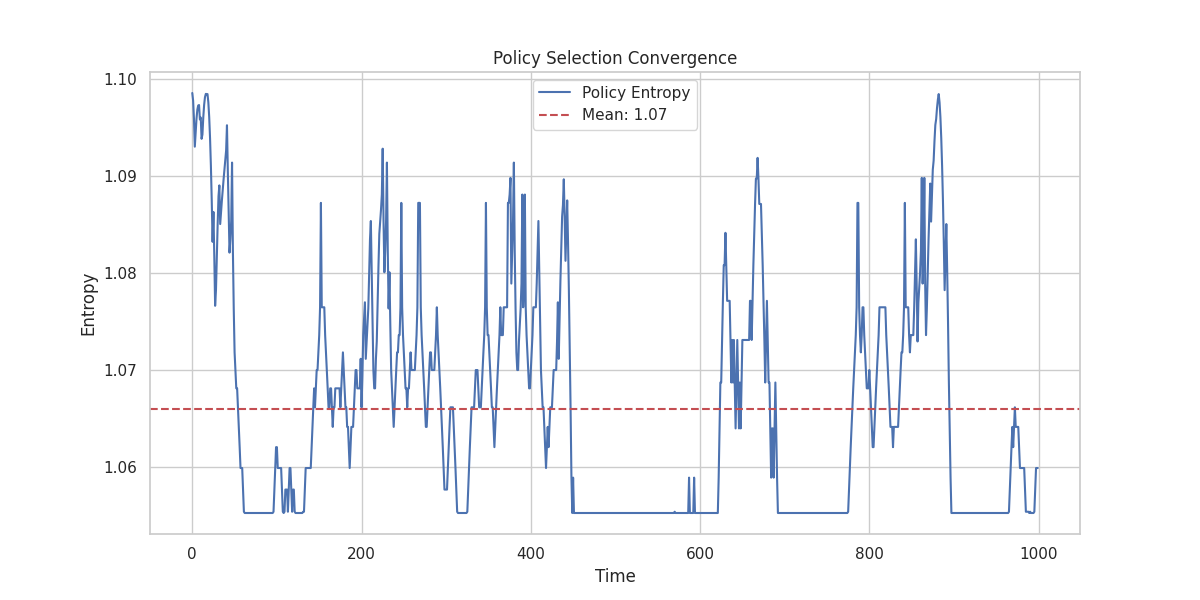 Policy Selection Convergence
Policy Entropy
Mean: 1.07
Entropy
1.10
1.09
1.08
1.07
1.06
0
200
400
600
800
1000
Time